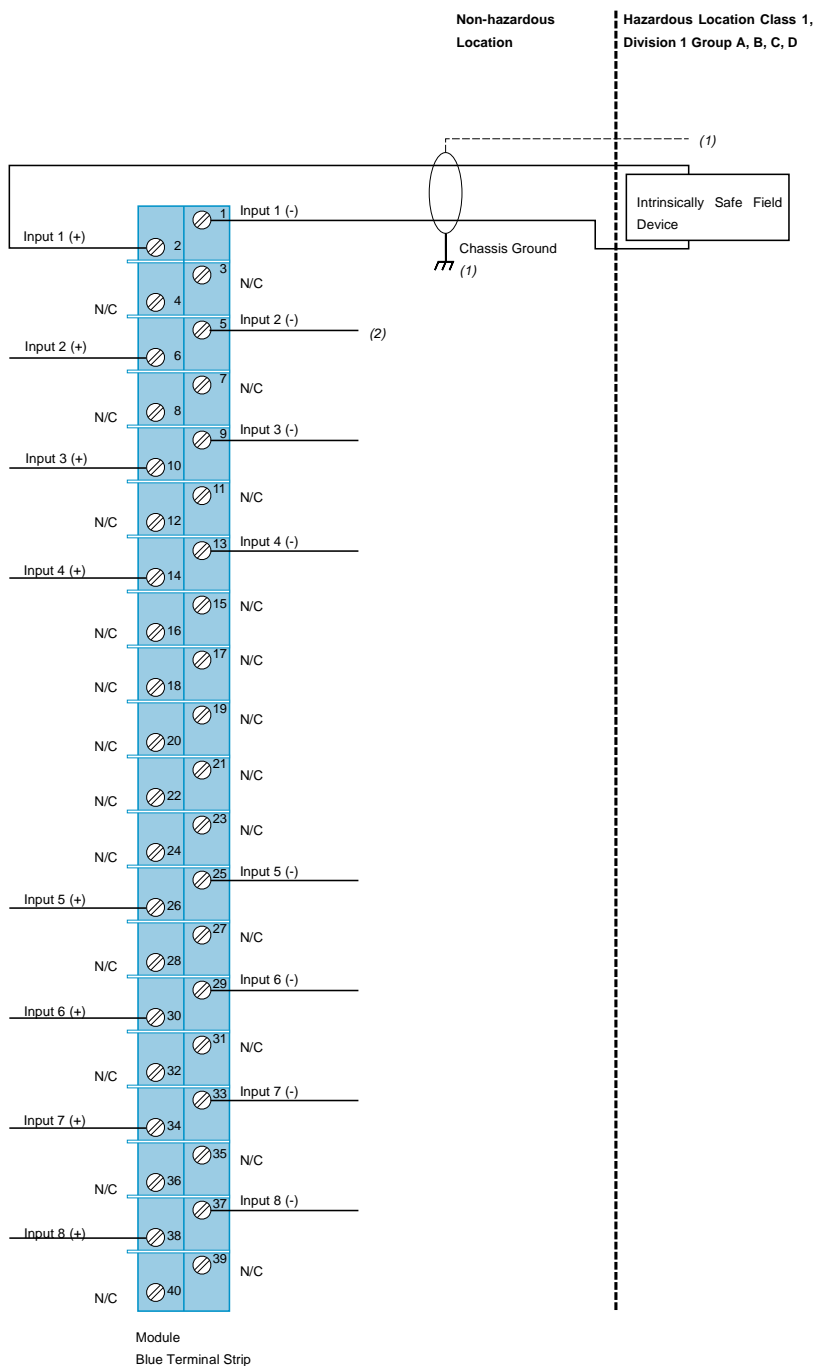 Non-hazardous
Location
Hazardous Location Class 1,
Division 1 Group A, B, C, D
(1)
Intrinsically Safe Field
Device
1 Input 1 (-)
Input 1 (+) 2
Chassis Ground
(1)
3 N/C
N/C 4
5 Input 2 (-) (2)
Input 2 (+) 6
7 N/C
N/C 8
9 Input 3 (-)
Input 3 (+) 10
11 N/C
N/C 12
13 Input 4 (-)
Input 4 (+) 14
15 N/C
N/C 16
17 N/C
N/C 18
19 N/C
N/C 20
21 N/C
N/C 22
23 N/C
N/C 24
25 Input 5 (-)
Input 5 (+) 26
27 N/C
N/C 28
29 Input 6 (-)
Input 6 (+) 30
31 N/C
N/C 32
33 Input 7 (-)
Input 7 (+) 34
35 N/C
N/C 36
37 Input 8 (-)
Input 8 (+) 38
39 N/C
N/C 40
Module
Blue Terminal Strip